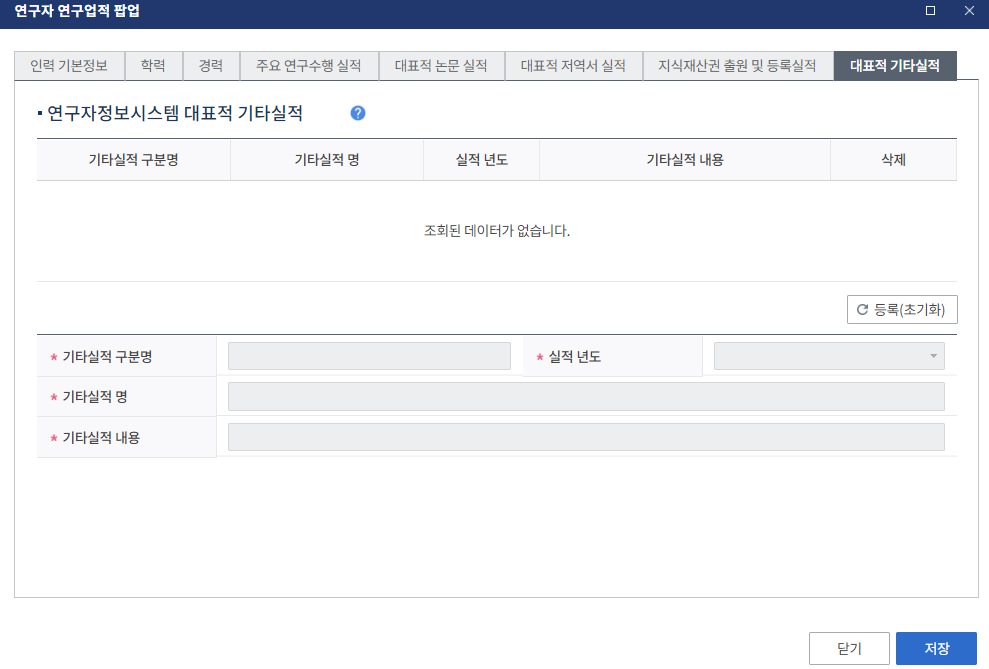 연구자 연구업적 팝업
인력 기본정보 학력 경력 주요 연구수행 실적 대표적 논문 실적 대표적 저역서 실적 지식재산권 출원 및 등록실적 대표적 기타실적
연구자정보시스템 대표적 기타실적 ?
기타실적 구분명 기타실적 명 실적 년도 기타실적 내용 삭제
조회된 데이터가 없습니다.
등록(초기화)
* 기타실적 구분명 * 실적 년도
* 기타실적 명
* 기타실적 내용
닫기 저장